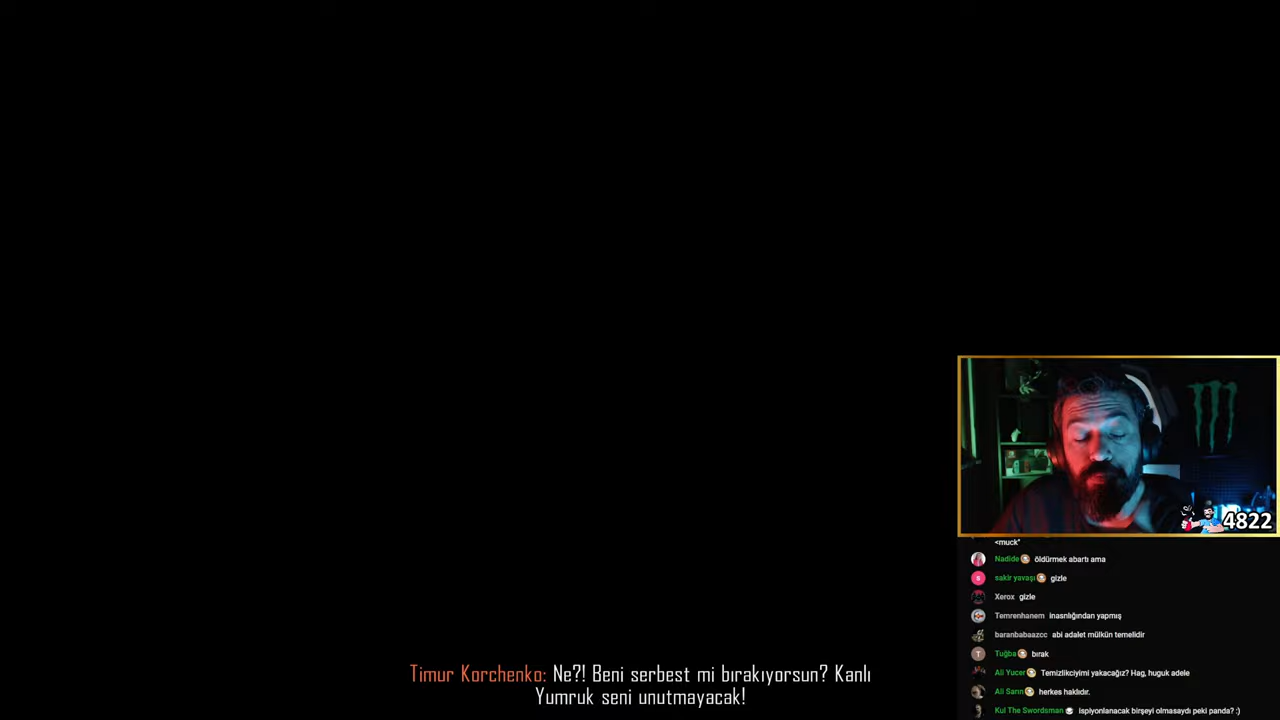 4822
<muck"
Nadide öldürmek abartı ama
sakir yavaşı gizle
Xerox gizle
Temrenhanem inasnlığından yapmış
baranbabaazcc abi adalet mülkün temelidir
Tuğba bırak
Ali Yucer Temizlikciyimi yakacağız? Hag, huguk adele
Ali Sarın herkes haklıdır.
Kul The Swordsman ispiyonlanacak birşeyi olmasaydı peki panda? :)
Timur Korchenko: Ne?! Beni serbest mi bırakıyorsun? Kanlı
Yumruk seni unutmayacak!